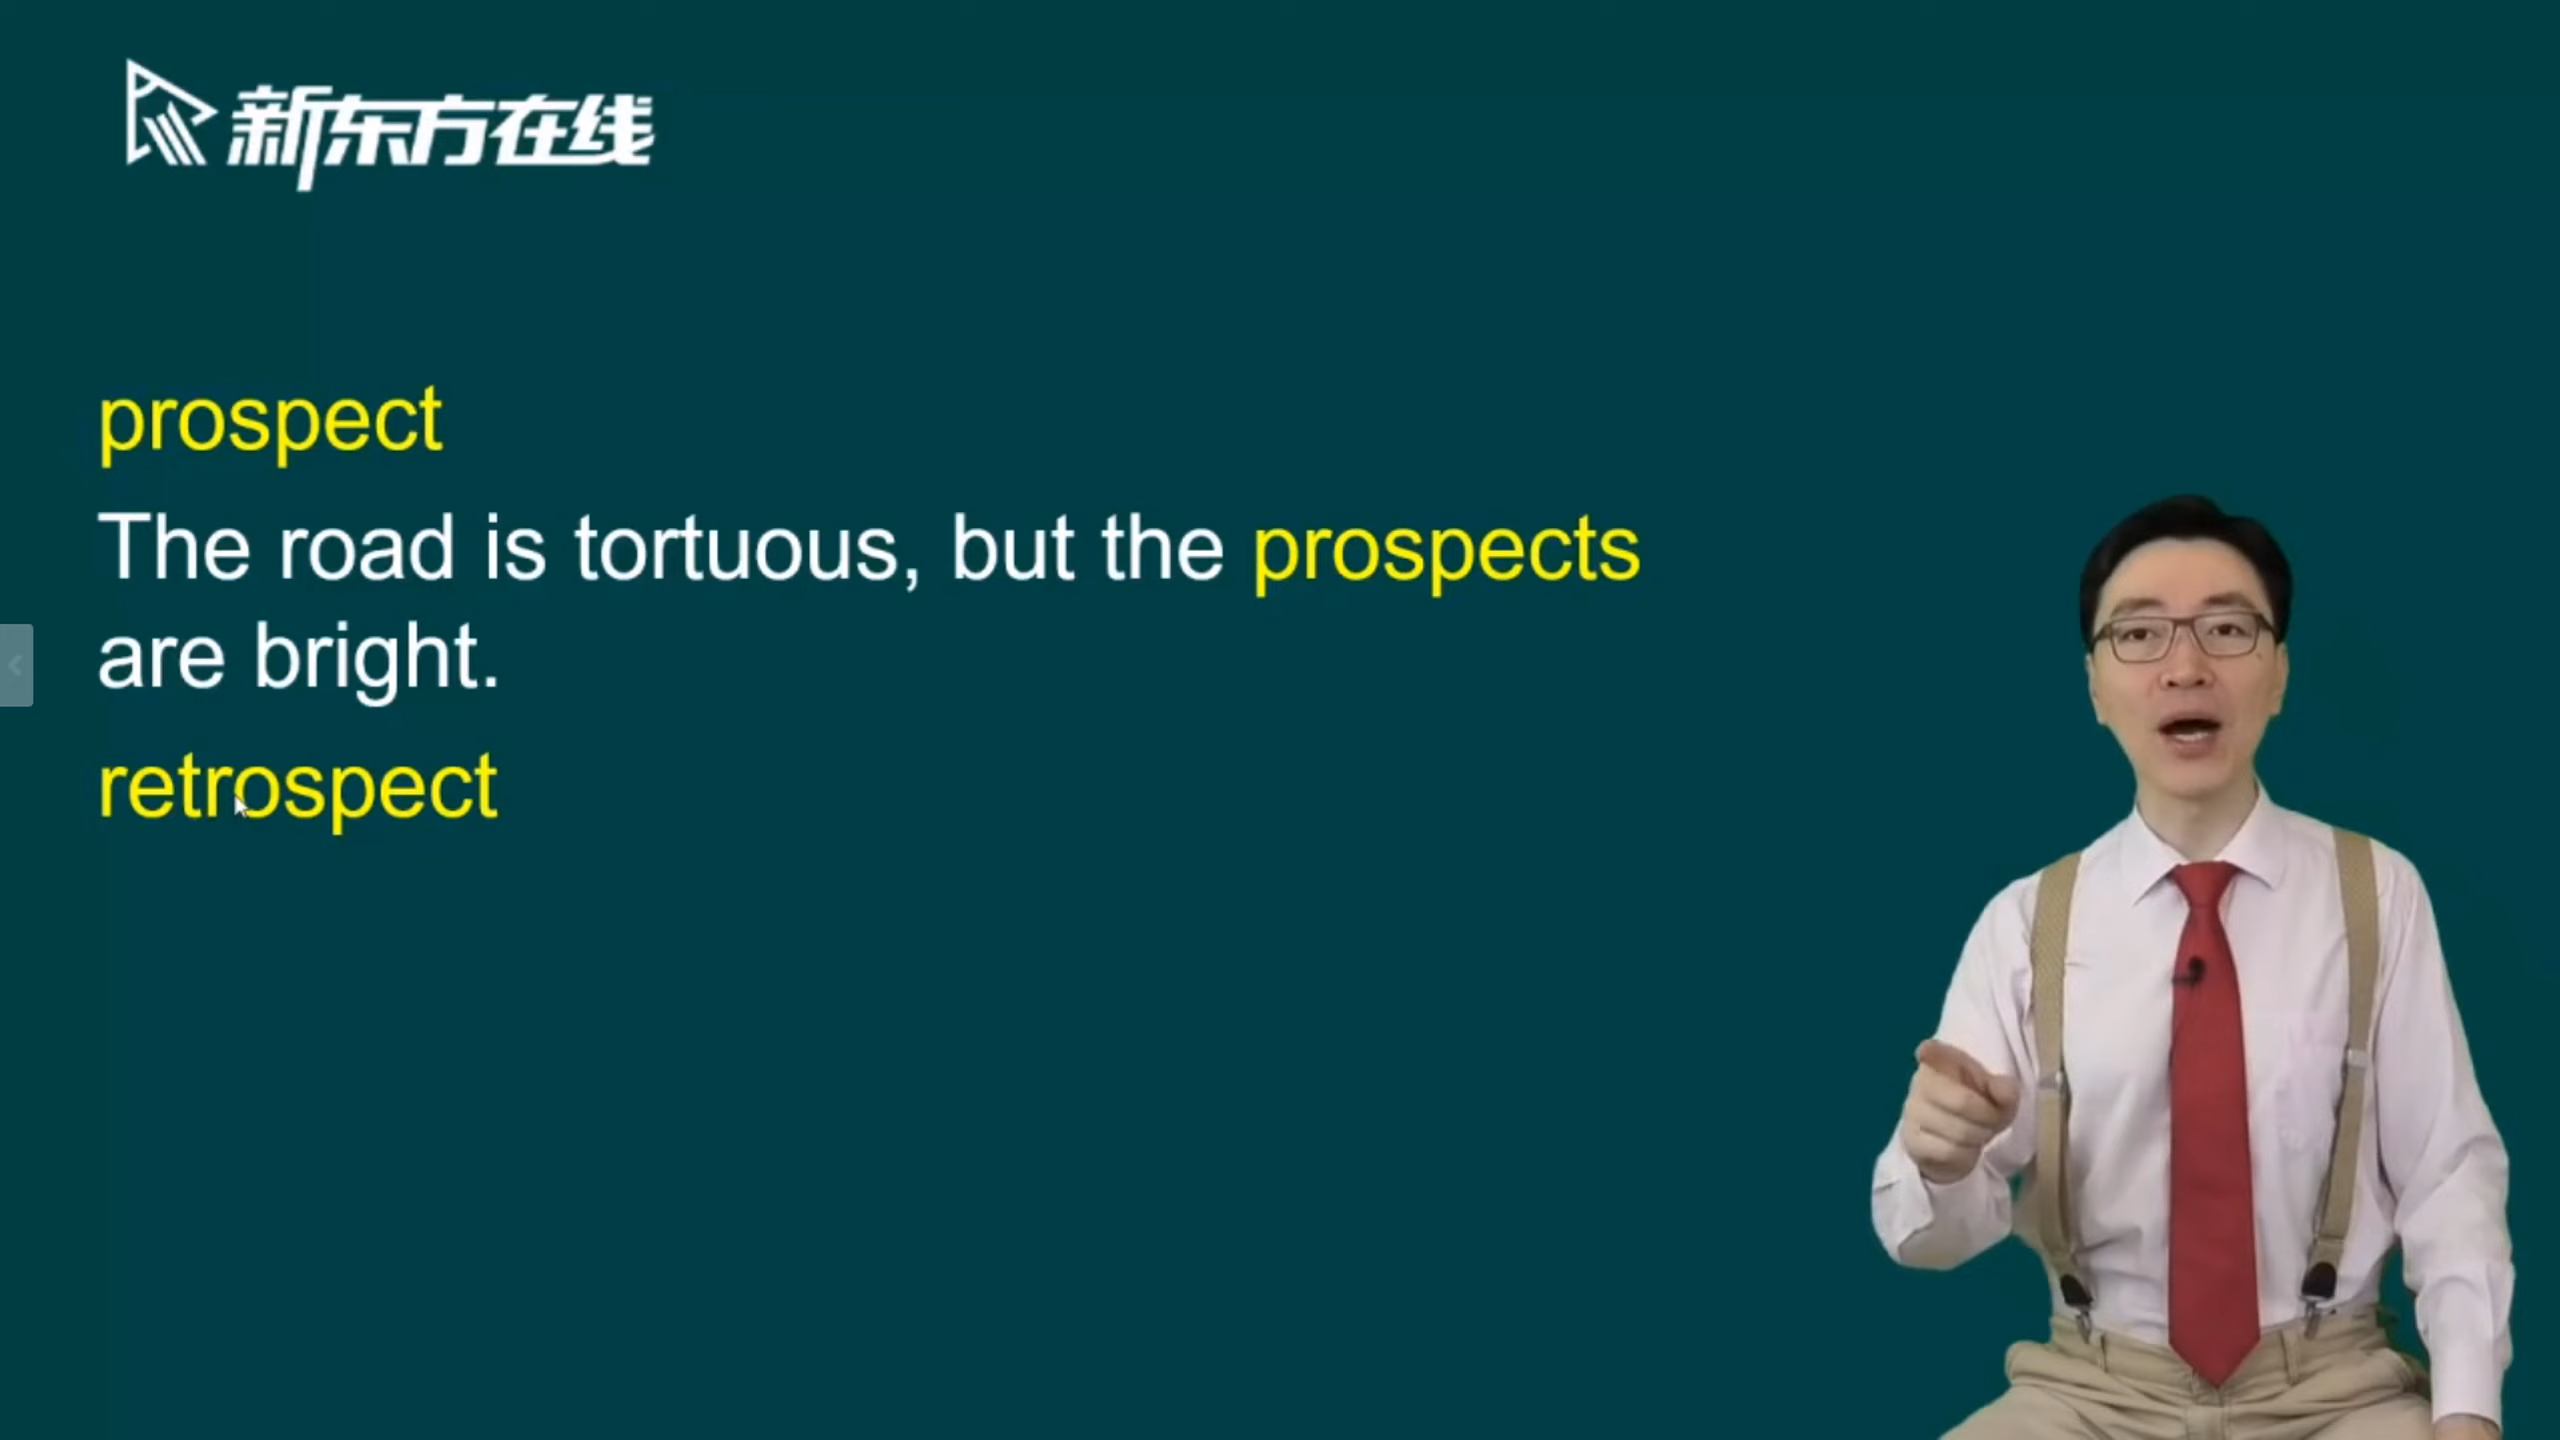 新东方在线
prospect
The road is tortuous, but the prospects
are bright.
retrospect